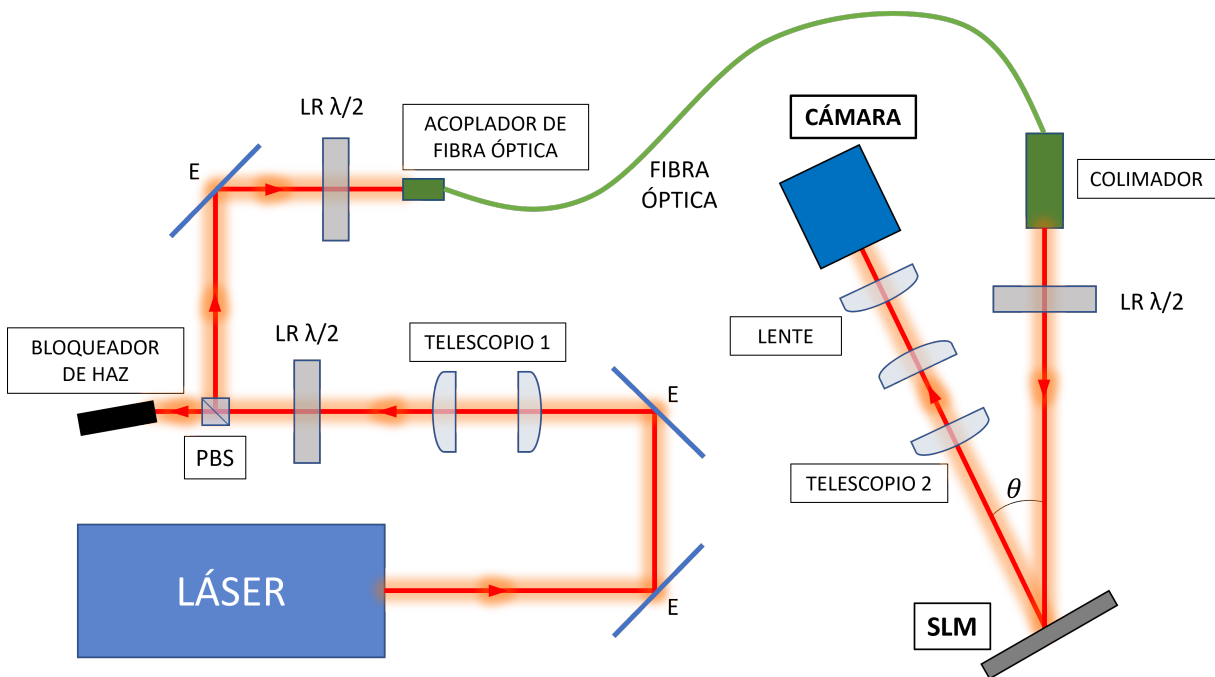 LR λ/2
ACOPLADOR DE
FIBRA ÓPTICA
CÁMARA
E
FIBRA
ÓPTICA
COLIMADOR
LR λ/2
LR λ/2
BLOQUEADOR
DE HAZ
TELESCOPIO 1
LENTE
E
PBS
TELESCOPIO 2
θ
LÁSER
E
SLM